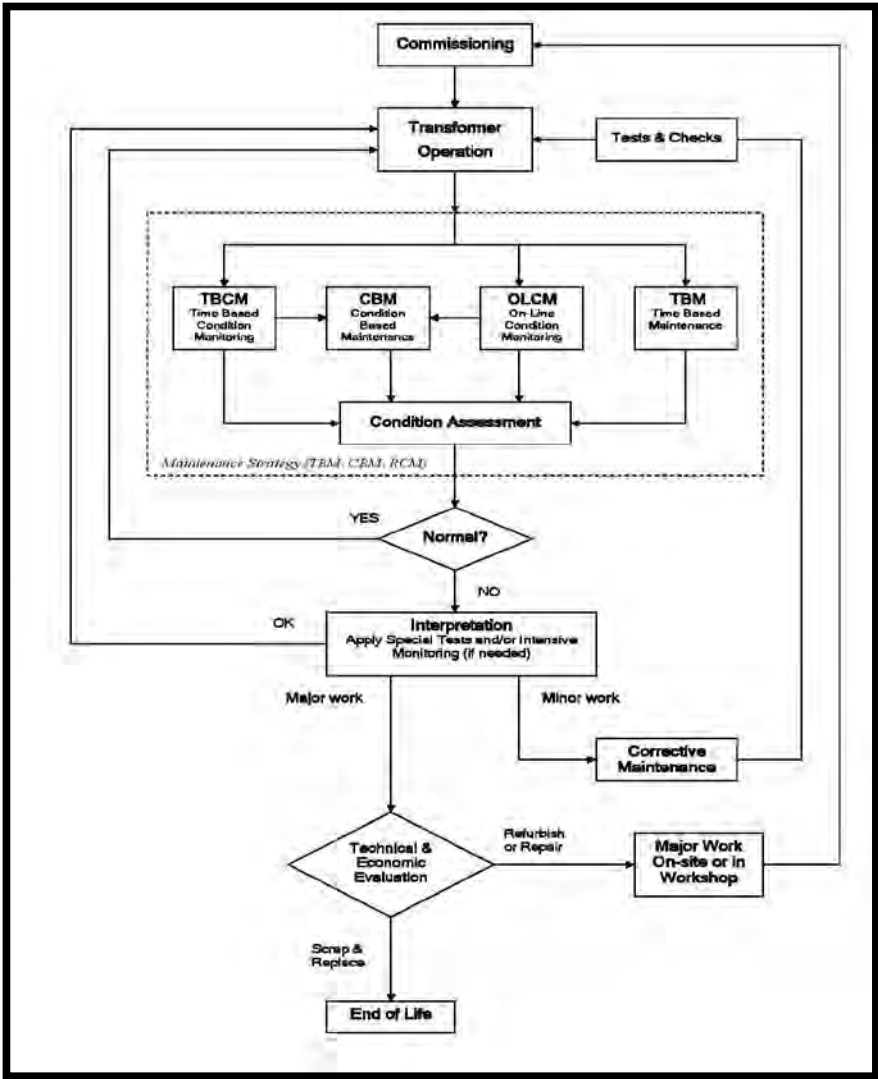 Commissioning
Transformer
Operation
Tests & Checks
TBCM
Time Based
Condition
Monitoring
CBM
Condition
Based
Maintenance
OLCM
On-Line
Condition
Monitoring
TBM
Time Based
Maintenance
Condition Assessment
Maintenance Strategy (TBM, CBM, RCM)
YES
Normal?
NO
OK
Interpretation
Apply Special Tests and/or Intensive
Monitoring (if needed)
Major work
Minor work
Corrective
Maintenance
Technical &
Economic
Evaluation
Refurbish
or Repair
Major Work
On-site or in
Workshop
Scrap &
Replace
End of Life